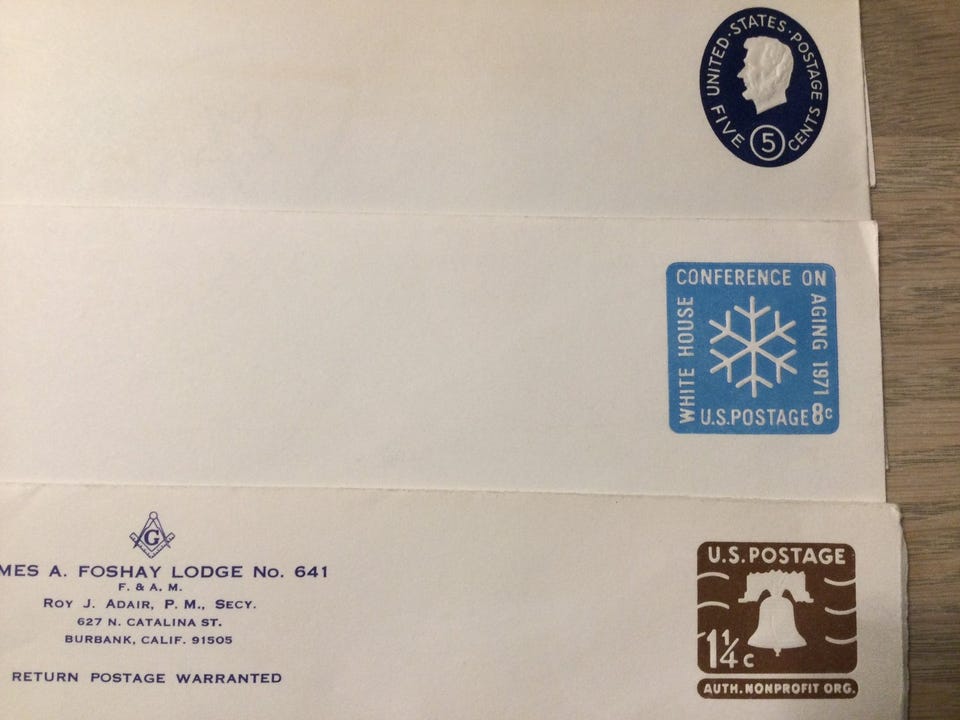 UNITED·STATES·POSTAGE
FIVE 5 CENTS
WHITE HOUSE
CONFERENCE ON
AGING 1971
U.S.POSTAGE 8c
G
MES A. FOSHAY LODGE No. 641
F. & A. M.
ROY J. ADAIR, P. M., SECY.
627 N. CATALINA ST.
BURBANK, CALIF. 91505
RETURN POSTAGE WARRANTED
U.S.POSTAGE
1¼c
AUTH.NONPROFIT ORG.